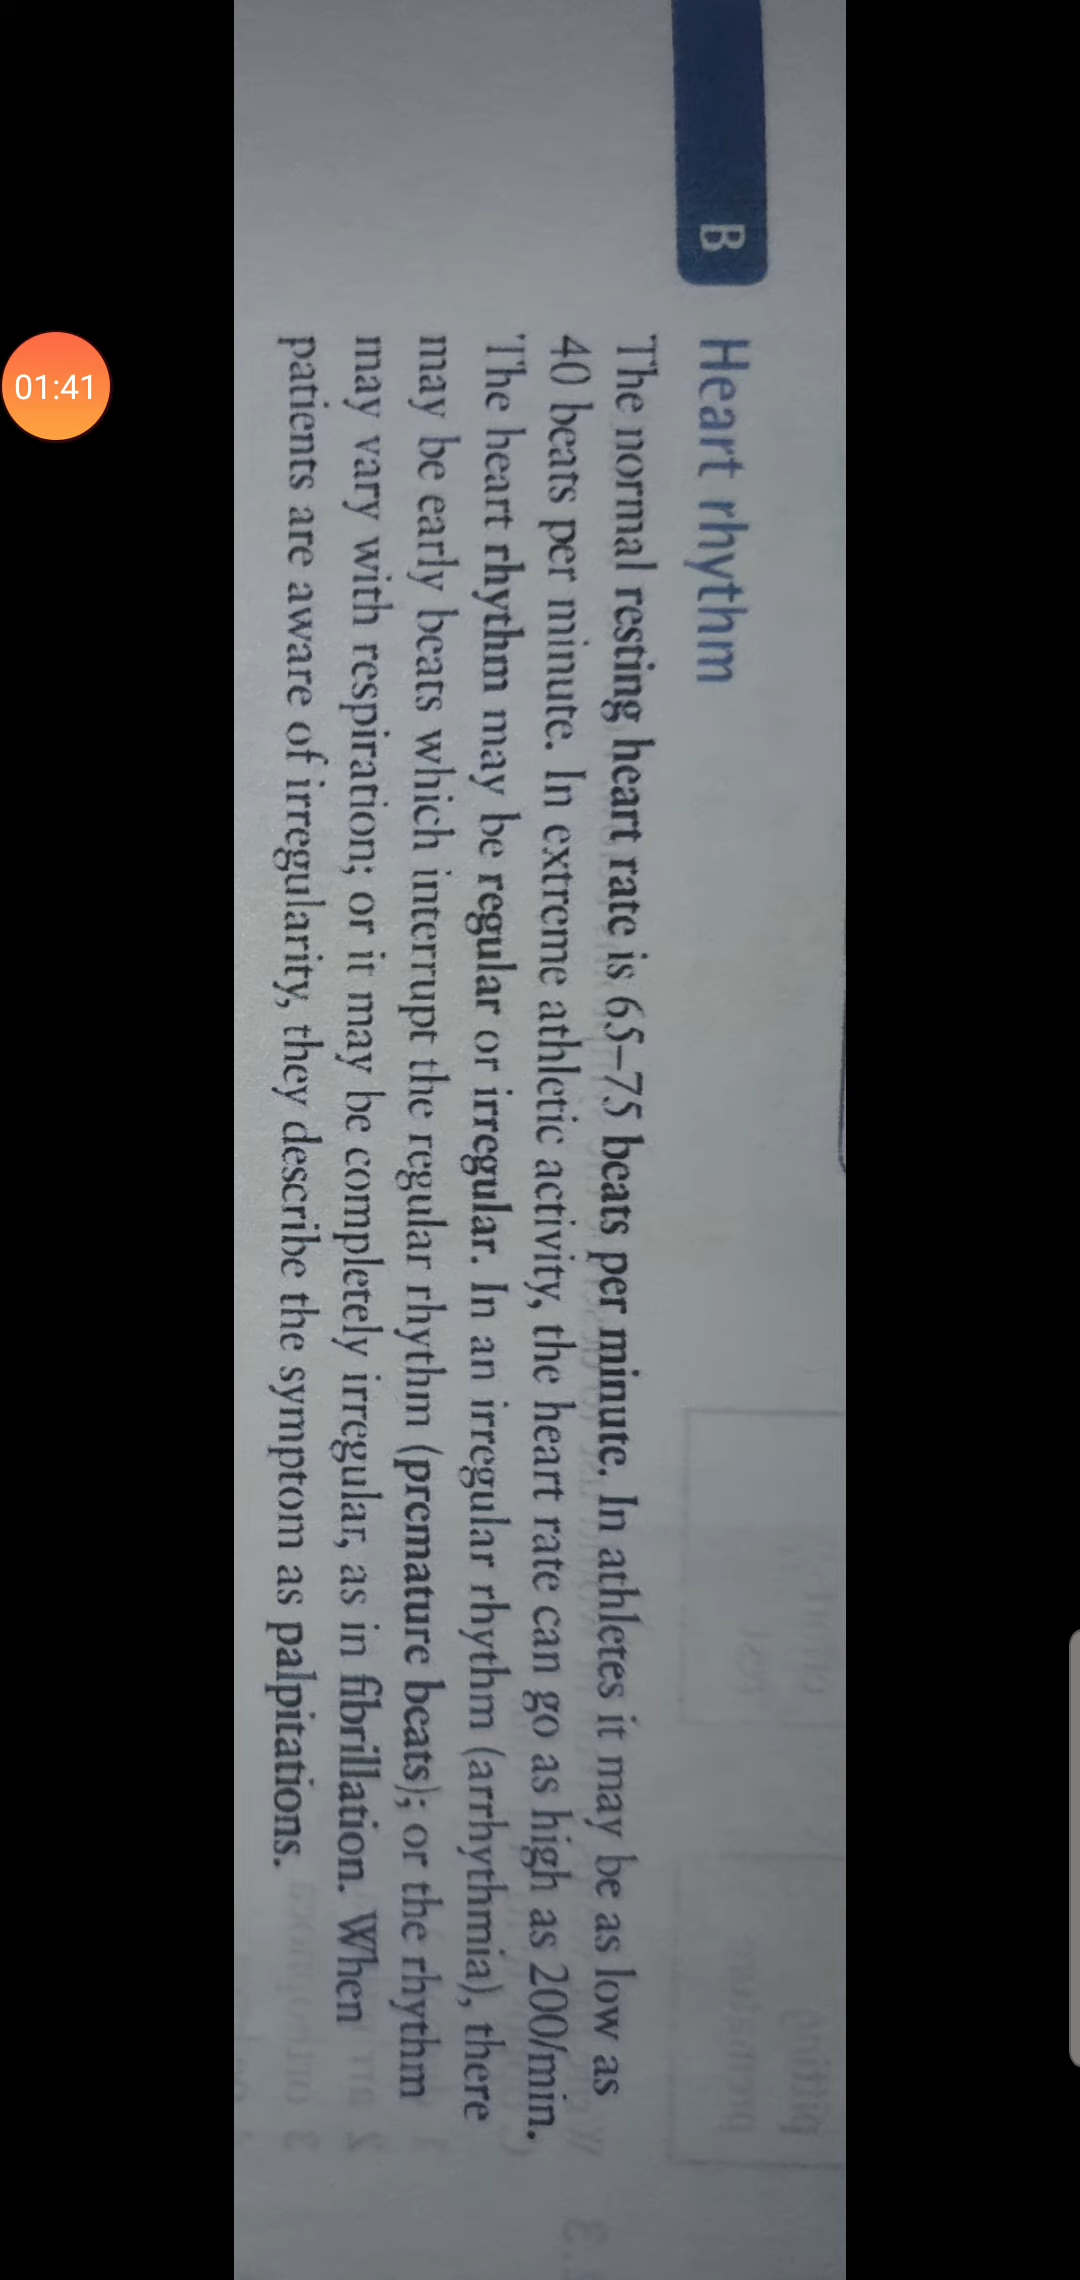 B Heart rhythm
The normal resting heart rate is 65–75 beats per minute. In athletes it may be as low as
40 beats per minute. In extreme athletic activity, the heart rate can go as high as 200/min.
The heart rhythm may be regular or irregular. In an irregular rhythm (arrhythmia), there
may be early beats which interrupt the regular rhythm (premature beats); or the rhythm
may vary with respiration; or it may be completely irregular, as in fibrillation. When
patients are aware of irregularity, they describe the symptom as palpitations.
01:41